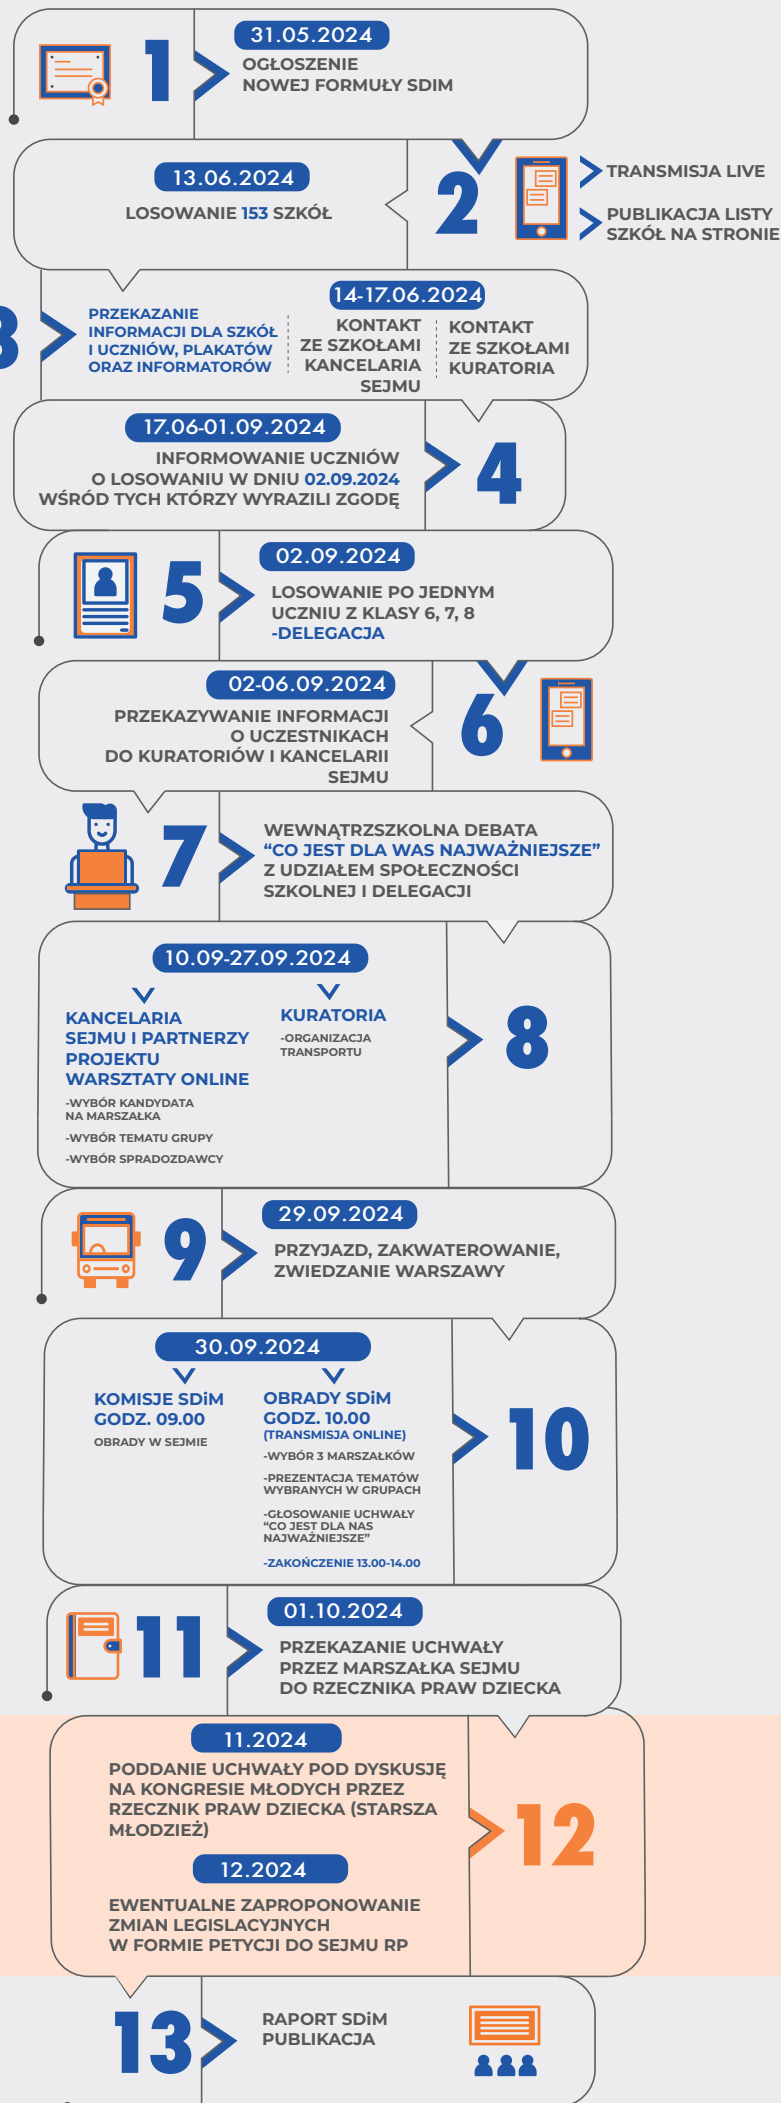 31.05.2024
1
OGŁOSZENIE
NOWEJ FORMUŁY SDIM
13.06.2024
LOSOWANIE 153 SZKÓŁ
2
TRANSMISJA LIVE
PUBLIKACJA LISTY
SZKÓŁ NA STRONIE
3
PRZEKAZANIE
INFORMACJI DLA SZKÓŁ
I UCZNIÓW, PLAKATÓW
ORAZ INFORMATORÓW
14-17.06.2024
KONTAKT
ZE SZKOŁAMI
KANCELARIA
SEJMU
KONTAKT
ZE SZKOŁAMI
KURATORIA
17.06-01.09.2024
INFORMOWANIE UCZNIÓW
O LOSOWANIU W DNIU 02.09.2024
WŚRÓD TYCH KTÓRZY WYRAZILI ZGODĘ
4
5
02.09.2024
LOSOWANIE PO JEDNYM
UCZNIU Z KLASY 6, 7, 8
-DELEGACJA
02-06.09.2024
PRZEKAZYWANIE INFORMACJI
O UCZESTNIKACH
DO KURATORIÓW I KANCELARII
SEJMU
6
7
WEWNĄTRZSZKOLNA DEBATA
“CO JEST DLA WAS NAJWAŻNIEJSZE”
Z UDZIAŁEM SPOŁECZNOŚCI
SZKOLNEJ I DELEGACJI
10.09-27.09.2024
KANCELARIA
SEJMU I PARTNERZY
PROJEKTU
WARSZTATY ONLINE
-WYBÓR KANDYDATA
NA MARSZAŁKA
-WYBÓR TEMATU GRUPY
-WYBÓR SPRADOZDAWCY
KURATORIA
-ORGANIZACJA
TRANSPORTU
8
9
29.09.2024
PRZYJAZD, ZAKWATEROWANIE,
ZWIEDZANIE WARSZAWY
30.09.2024
KOMISJE SDiM
GODZ. 09.00
OBRADY W SEJMIE
OBRADY SDiM
GODZ. 10.00
(TRANSMISJA ONLINE)
-WYBÓR 3 MARSZAŁKÓW
-PREZENTACJA TEMATÓW
WYBRANYCH W GRUPACH
-GŁOSOWANIE UCHWAŁY
“CO JEST DLA NAS
NAJWAŻNIEJSZE”
-ZAKOŃCZENIE 13.00-14.00
10
11
01.10.2024
PRZEKAZANIE UCHWAŁY
PRZEZ MARSZAŁKA SEJMU
DO RZECZNIKA PRAW DZIECKA
11.2024
PODDANIE UCHWAŁY POD DYSKUSJĘ
NA KONGRESIE MŁODYCH PRZEZ
RZECZNIK PRAW DZIECKA (STARSZA
MŁODZIEŻ)
12.2024
EWENTUALNE ZAPROPONOWANIE
ZMIAN LEGISLACYJNYCH
W FORMIE PETYCJI DO SEJMU RP
12
13
RAPORT SDiM
PUBLIKACJA